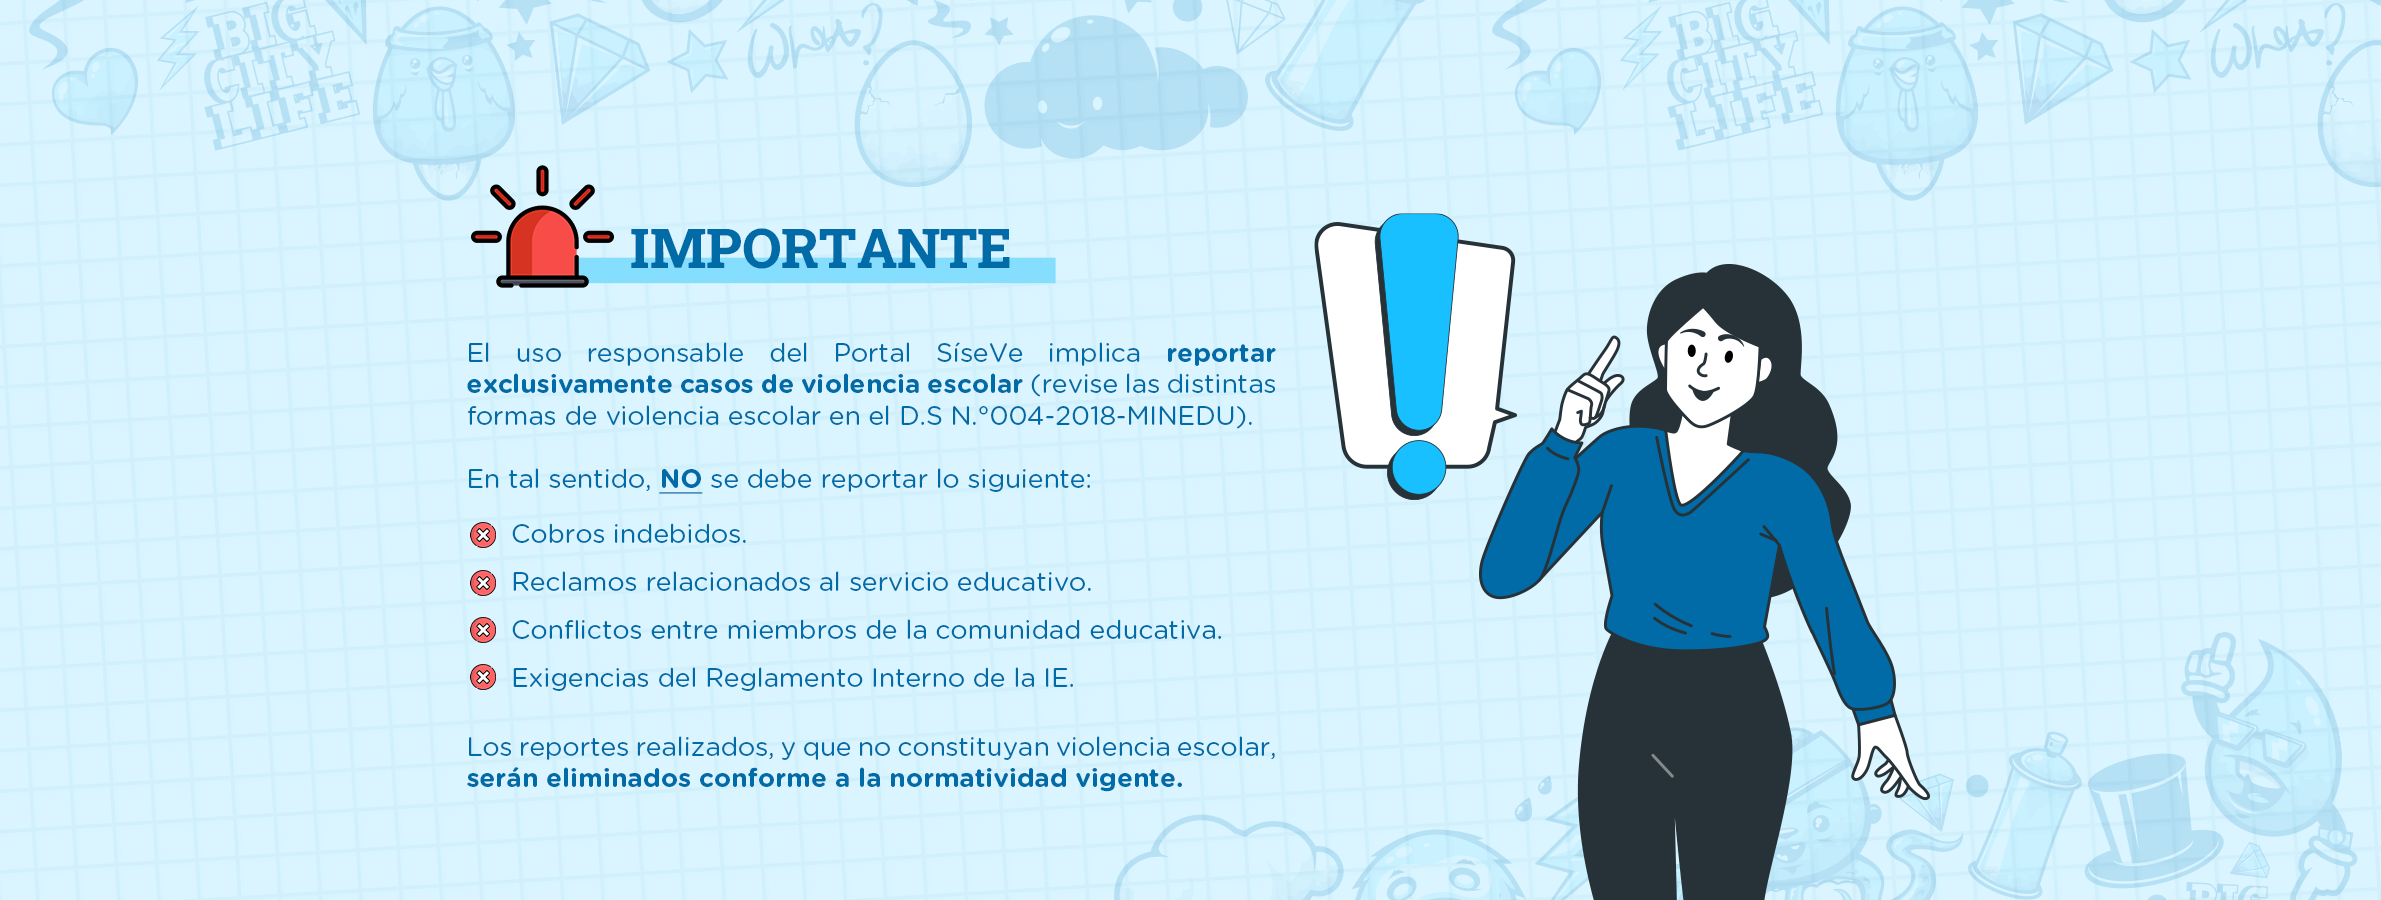 BIG
CITY
LIFE
Whos?
BIG
CITY
LIFE
Whos?
IMPORTANTE
El uso responsable del Portal SíseVe implica reportar
exclusivamente casos de violencia escolar (revise las distintas
formas de violencia escolar en el D.S N.°004-2018-MINEDU).
En tal sentido, NO se debe reportar lo siguiente:
Cobros indebidos.
Reclamos relacionados al servicio educativo.
Conflictos entre miembros de la comunidad educativa.
Exigencias del Reglamento Interno de la IE.
Los reportes realizados, y que no constituyan violencia escolar,
serán eliminados conforme a la normatividad vigente.
BIG